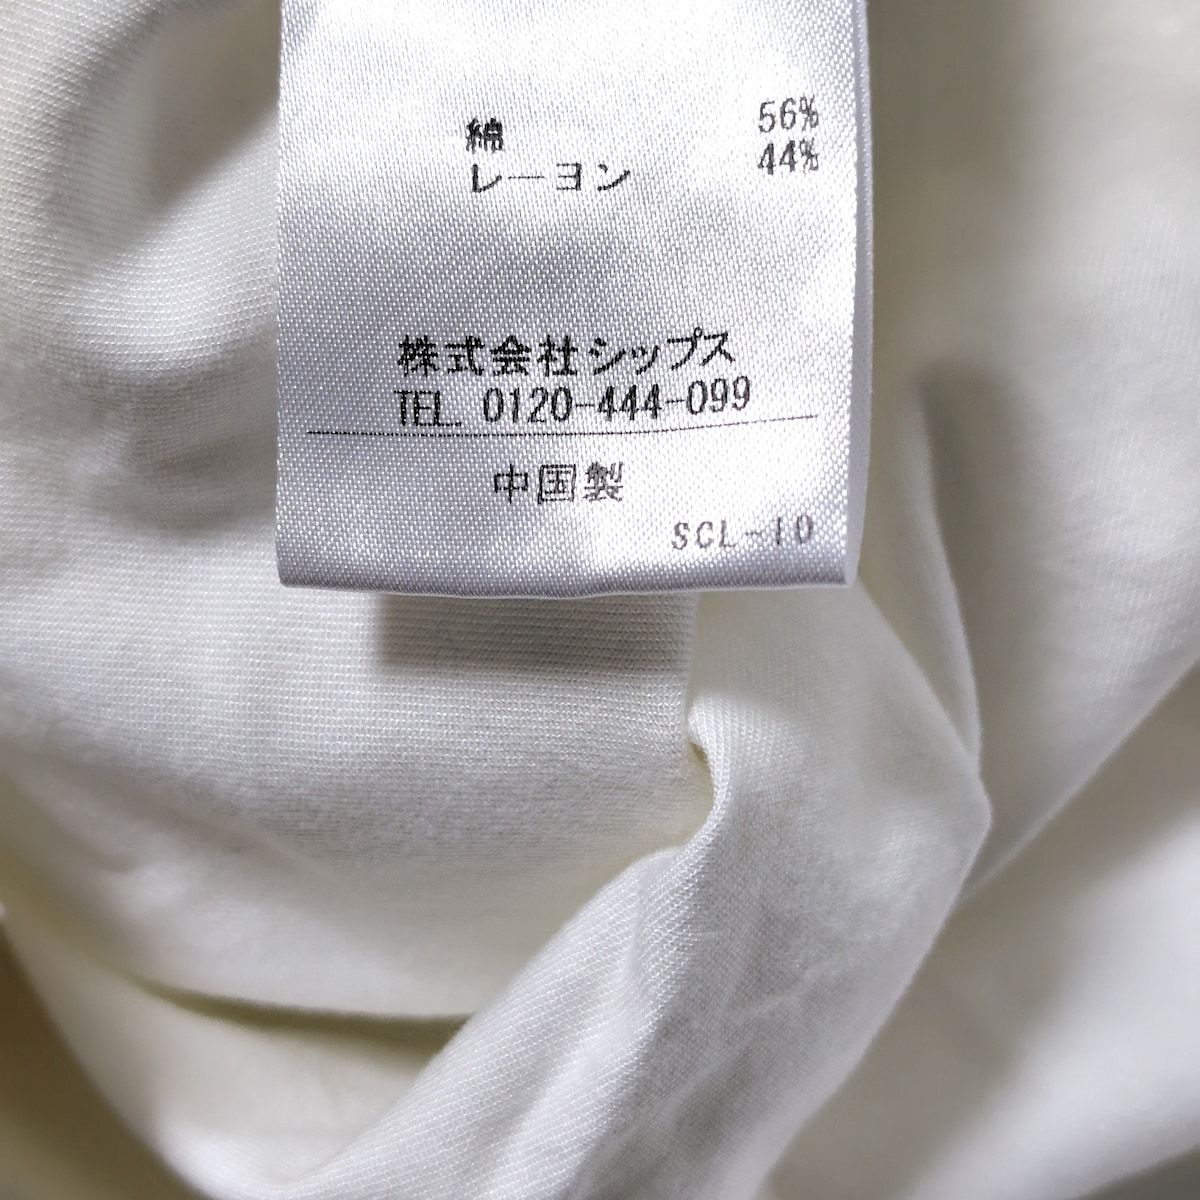 綿 56%
レーヨン 44%
株式会社シップス
TEL. 0120-444-099
中国製
SCL-10